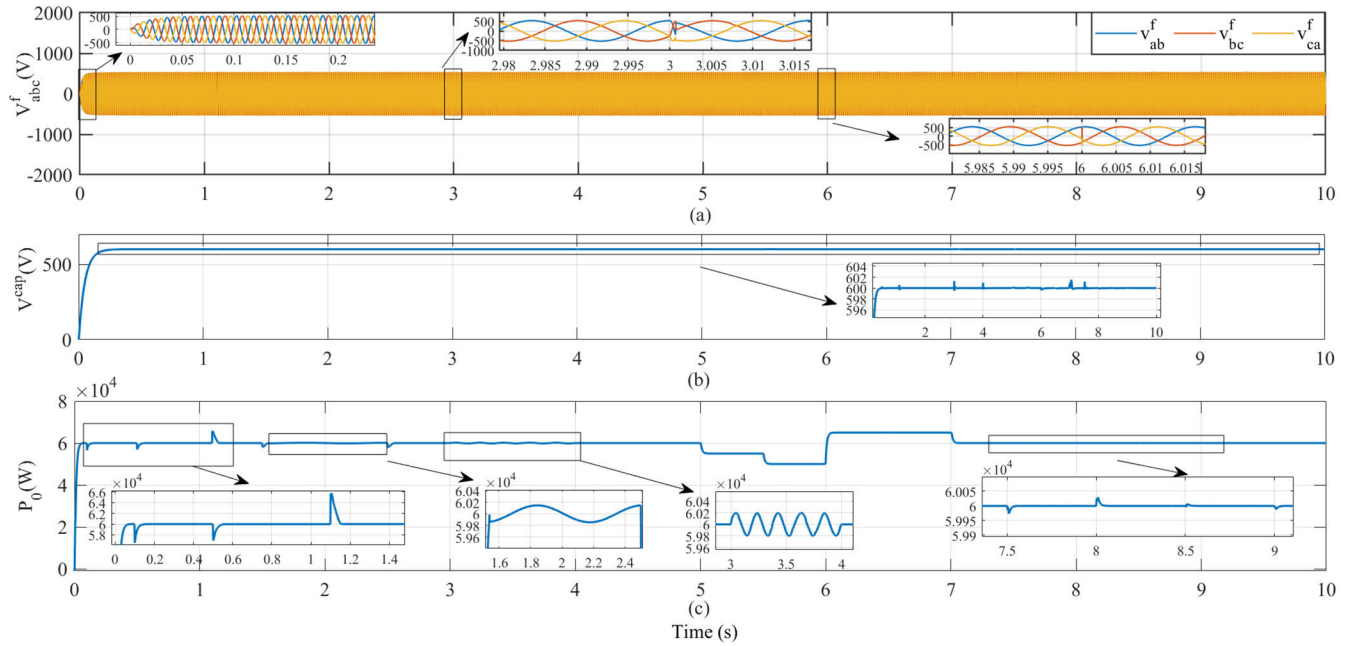 2000
1000
0
-1000
-2000
V^f_abc (V)
500
0
-500
0 0.05 0.1 0.15 0.2
500
0
-500
-1000
2.98 2.985 2.99 2.995 3 3.005 3.01 3.015
v^f_ab v^f_bc v^f_ca
500
0
-500
5.985 5.99 5.995 6 6.005 6.01 6.015
0 1 2 3 4 5 6 7 8 9 10
(a)
V^cap(V)
500
0
604
602
600
598
596
2 4 6 8 10
0 1 2 3 4 5 6 7 8 9 10
(b)
×10^4
P_0(W)
8
6
4
2
0
×10^4
6.6
6.4
6.2
6
5.8
0 0.2 0.4 0.6 0.8 1 1.2 1.4
×10^4
6.04
6.02
6
5.98
5.96
1.6 1.8 2 2.2 2.4
×10^4
6.04
6.02
6
5.98
5.96
3 3.5 4
×10^4
6.005
6
5.995
5.99
7.5 8 8.5 9
0 1 2 3 4 5 6 7 8 9 10
(c)
Time (s)